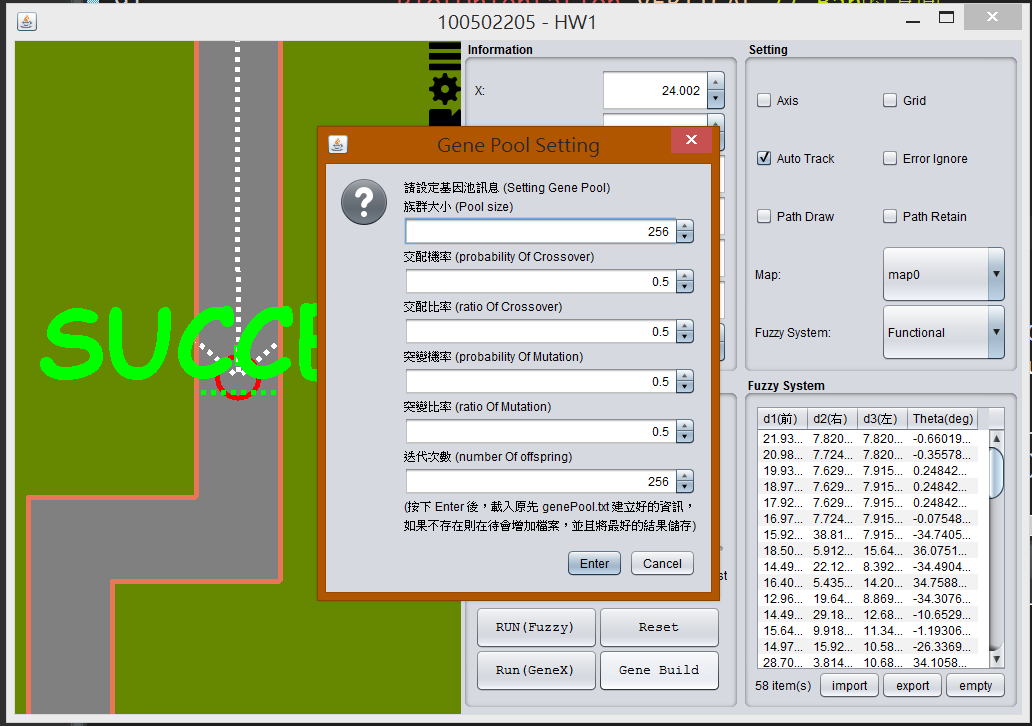 100502205 - HW1
Information
X:
24.002
Setting
Axis
Grid
Auto Track
Error Ignore
Path Draw
Path Retain
Map:
map0
Fuzzy System:
Functional
SUCCE
Gene Pool Setting
請設定基因池訊息 (Setting Gene Pool)
族群大小 (Pool size)
256
交配機率 (probability Of Crossover)
0.5
交配比率 (ratio Of Crossover)
0.5
突變機率 (probability Of Mutation)
0.5
突變比率 (ratio Of Mutation)
0.5
迭代次數 (number Of offspring)
256
(按下 Enter 後，載入原先 genePool.txt 建立好的資訊，
如果不存在則在待會增加檔案，並且將最好的結果儲存)
Enter
Cancel
RUN(Fuzzy)
Reset
Run(GeneX)
Gene Build
Fuzzy System
d1(前) d2(右) d3(左) Theta(deg)
21.93... 7.820... 7.820... -0.66019...
20.98... 7.724... 7.820... -0.35578...
19.93... 7.629... 7.915... 0.24842...
18.97... 7.629... 7.915... 0.24842...
17.92... 7.629... 7.915... 0.24842...
16.97... 7.724... 7.915... -0.07548...
15.92... 38.81... 7.915... -34.7405...
18.50... 5.912... 15.64... 36.0751...
14.49... 22.12... 8.392... -34.4904...
16.40... 5.435... 14.20... 34.7588...
12.96... 19.64... 8.869... -34.3076...
14.49... 29.18... 12.68... -10.6529...
15.64... 9.918... 11.34... -1.19306...
14.97... 15.92... 10.58... -26.3369...
28.70... 3.814... 10.68... 34.1058...
58 item(s)
import
export
empty